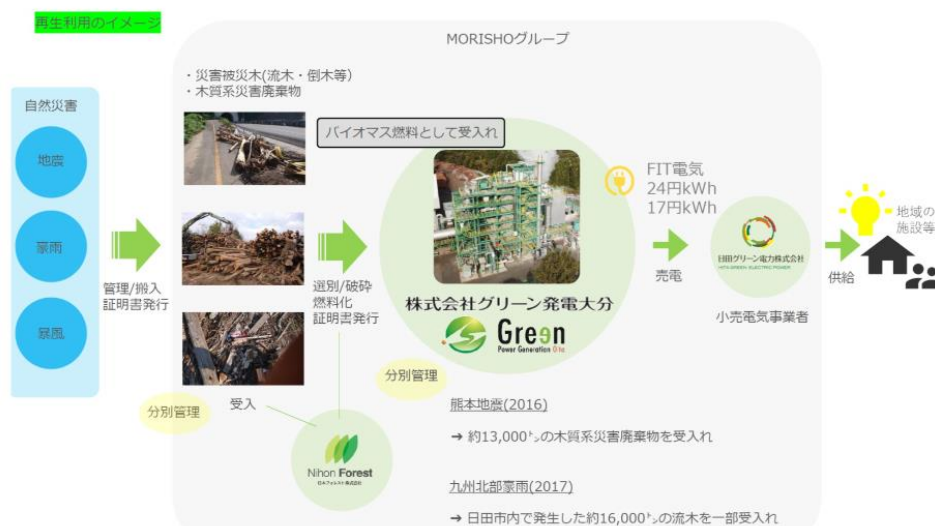 再生利用のイメージ
MORISHOグループ
・災害被災木(流木・倒木等)
・木質系災害廃棄物
自然災害
地震
豪雨
暴風
管理/搬入
証明書発行
バイオマス燃料として受入れ
選別/破砕
燃料化
証明書発行
受入
分別管理
分別管理
Nihon Forest
日本フォレスト株式会社
株式会社グリーン発電大分
Green
Power Generation Oita
FIT電気
24円kWh
17円kWh
売電
日田グリーン電力株式会社
HITA GREEN ELECTRIC POWER
小売電気事業者
供給
地域の
施設等
熊本地震(2016)
→ 約13,000㌧の木質系災害廃棄物を受入れ
九州北部豪雨(2017)
→ 日田市内で発生した約16,000㌧の流木を一部受入れ